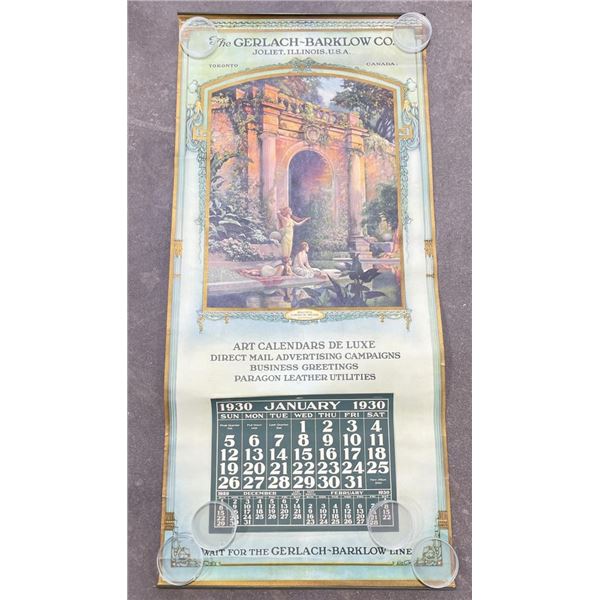 The GERLACH~BARKLOW CO.
JOLIET, ILLINOIS, U.S.A.
TORONTO CANADA
ART CALENDARS DE LUXE
DIRECT MAIL ADVERTISING CAMPAIGNS
BUSINESS GREETINGS
PARAGON LEATHER UTILITIES
1930 JANUARY 1930
SUN MON TUE WED THU FRI SAT
1 2 3 4
5 6 7 8 9 10 11
12 13 14 15 16 17 18
19 20 21 22 23 24 25
26 27 28 29 30 31
1929 DECEMBER FEBRUARY 1930
WAIT FOR THE GERLACH~BARKLOW LINE